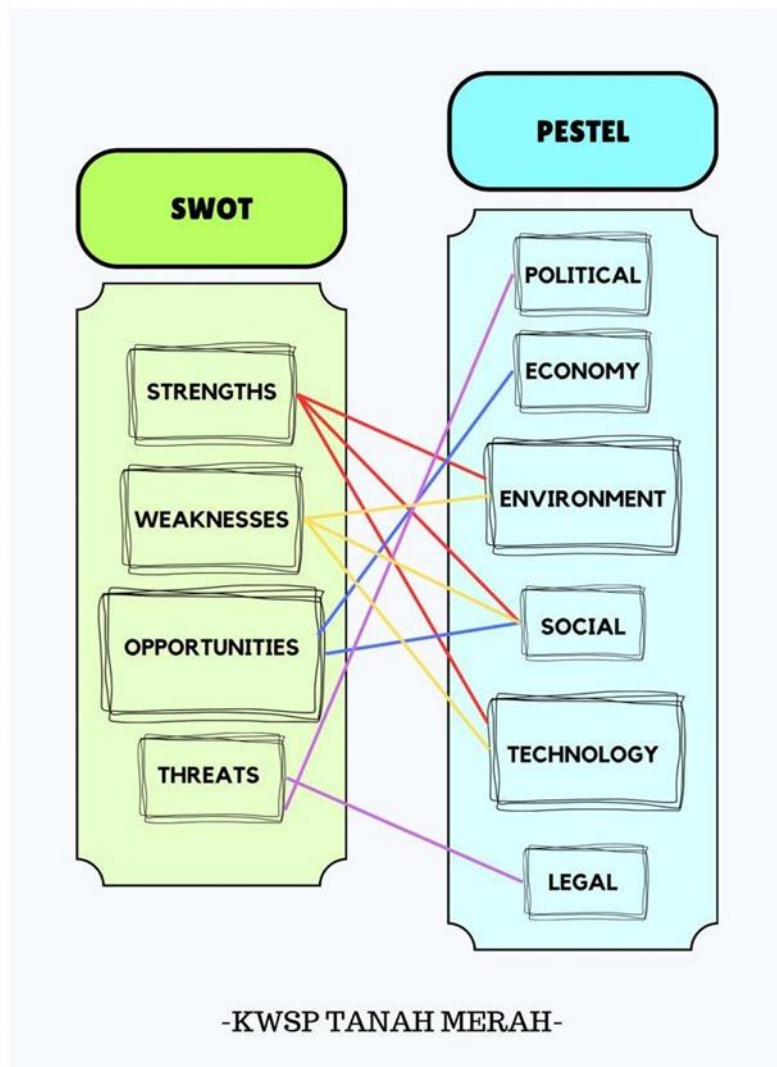 SWOT
STRENGTHS
WEAKNESSES
OPPORTUNITIES
THREATS
PESTEL
POLITICAL
ECONOMY
ENVIRONMENT
SOCIAL
TECHNOLOGY
LEGAL
-KWSP TANAH MERAH-